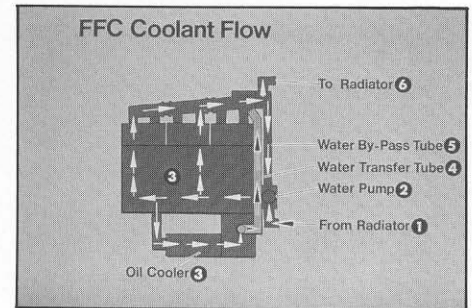 FFC Coolant Flow
To Radiator 6
Water By-Pass Tube 5
Water Transfer Tube 4
Water Pump 2
From Radiator 1
3
Oil Cooler 3